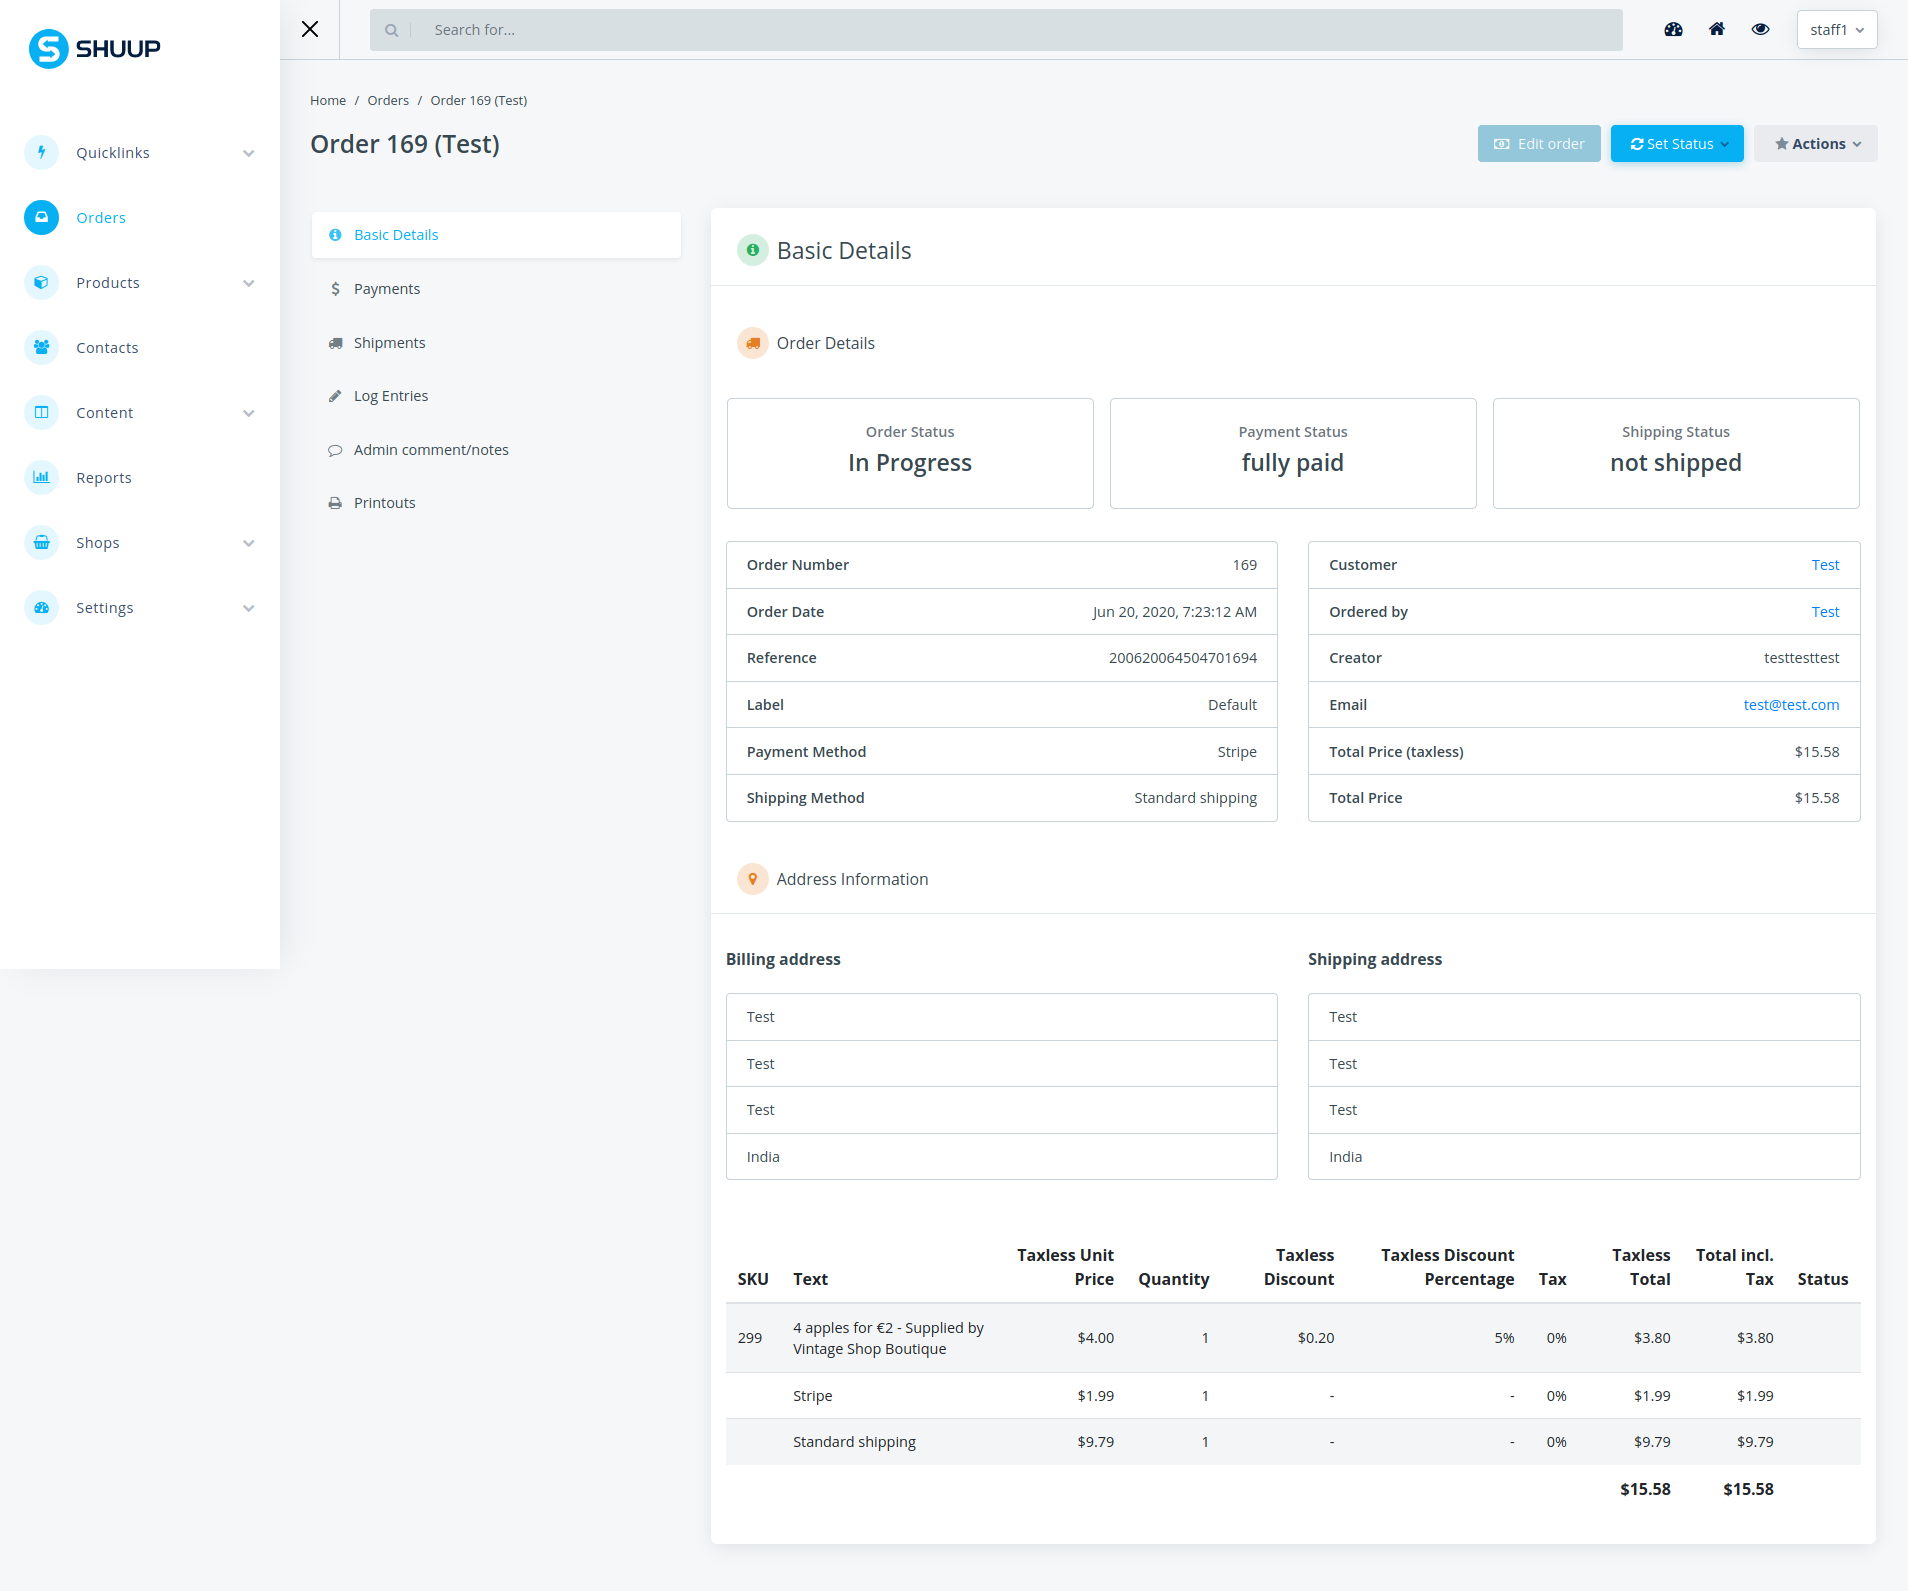 SHUUP
Search for...
staff1
Quicklinks
Orders
Products
Contacts
Content
Reports
Shops
Settings
Home / Orders / Order 169 (Test)
Order 169 (Test)
Edit order
Set Status
Actions
Basic Details
Payments
Shipments
Log Entries
Admin comment/notes
Printouts
Basic Details
Order Details
Order Status
In Progress
Payment Status
fully paid
Shipping Status
not shipped
Order Number 169
Order Date Jun 20, 2020, 7:23:12 AM
Reference 200620064504701694
Label Default
Payment Method Stripe
Shipping Method Standard shipping
Customer Test
Ordered by Test
Creator testtesttest
Email test@test.com
Total Price (taxless) $15.58
Total Price $15.58
Address Information
Billing address
Test
Test
Test
India
Shipping address
Test
Test
Test
India
SKU Text Taxless Unit Price Quantity Taxless Discount Taxless Discount Percentage Tax Taxless Total Total incl. Tax Status
299 4 apples for €2 - Supplied by Vintage Shop Boutique $4.00 1 $0.20 5% 0% $3.80 $3.80
Stripe $1.99 1 - - 0% $1.99 $1.99
Standard shipping $9.79 1 - - 0% $9.79 $9.79
$15.58 $15.58